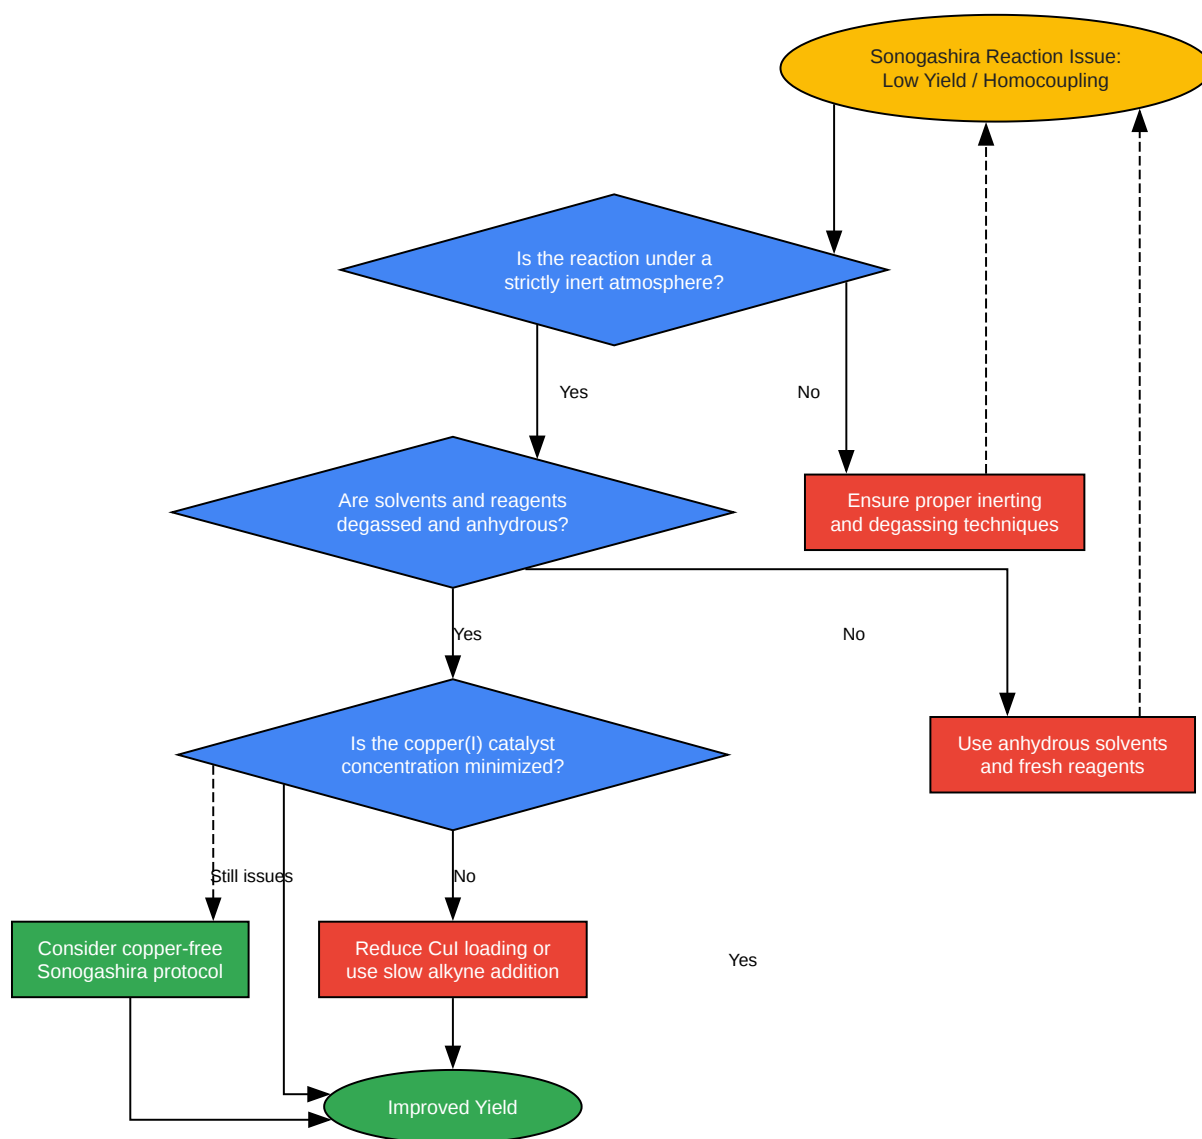 Sonogashira Reaction Issue:
Low Yield / Homocoupling
Is the reaction under a
strictly inert atmosphere?
Yes
No
Are solvents and reagents
degassed and anhydrous?
Ensure proper inerting
and degassing techniques
Yes
No
Is the copper(I) catalyst
concentration minimized?
Use anhydrous solvents
and fresh reagents
Still issues
No
Consider copper-free
Sonogashira protocol
Reduce CuI loading or
use slow alkyne addition
Yes
Improved Yield